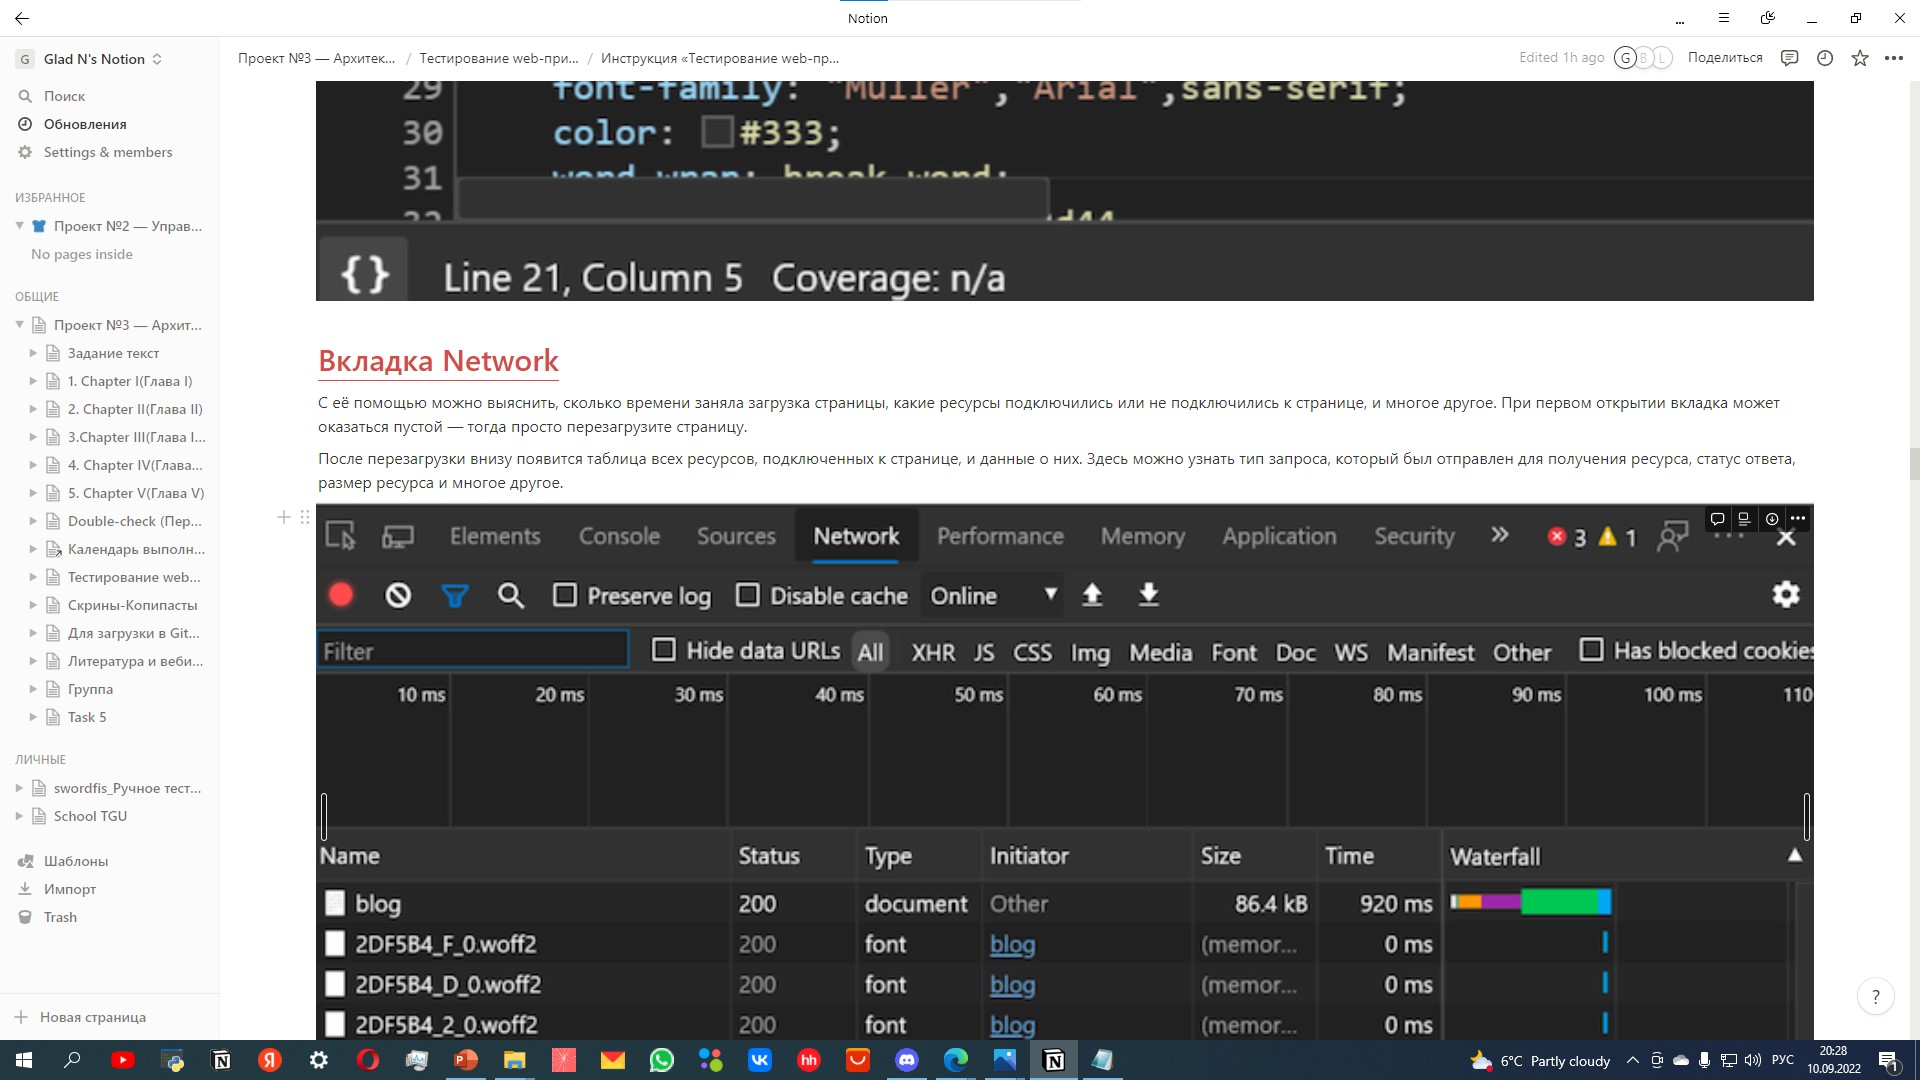 Notion
G Glad N's Notion
Проект №3 — Архитек... / Тестирование web-при... / Инструкция «Тестирование web-пр...
Edited 1h ago G B L Поделиться
Поиск
Обновления
Settings & members
ИЗБРАННОЕ
Проект №2 — Управ...
No pages inside
ОБЩИЕ
Проект №3 — Архит...
Задание текст
1. Chapter I(Глава I)
2. Chapter II(Глава II)
3.Chapter III(Глава I...
4. Chapter IV(Глава...
5. Chapter V(Глава V)
Double-check (Пер...
Календарь выполн...
Тестирование web...
Скрины-Копипасты
Для загрузки в Git...
Литература и веби...
Группа
Task 5
ЛИЧНЫЕ
swordfis_Ручное тест...
School TGU
Шаблоны
Импорт
Trash
Новая страница
29 font-family: "Muller","Arial",sans-serif;
30 color: #333;
31 word-wrap: break-word;
32 d44
{} Line 21, Column 5 Coverage: n/a
Вкладка Network
С её помощью можно выяснить, сколько времени заняла загрузка страницы, какие ресурсы подключились или не подключились к странице, и многое другое. При первом открытии вкладка может
оказаться пустой — тогда просто перезагрузите страницу.
После перезагрузки внизу появится таблица всех ресурсов, подключенных к странице, и данные о них. Здесь можно узнать тип запроса, который был отправлен для получения ресурса, статус ответа,
размер ресурса и многое другое.
Elements Console Sources Network Performance Memory Application Security 3 1
Preserve log Disable cache Online
Filter Hide data URLs All XHR JS CSS Img Media Font Doc WS Manifest Other Has blocked cookies
10 ms 20 ms 30 ms 40 ms 50 ms 60 ms 70 ms 80 ms 90 ms 100 ms 110
Name Status Type Initiator Size Time Waterfall
blog 200 document Other 86.4 kB 920 ms
2DF5B4_F_0.woff2 200 font blog (memor... 0 ms
2DF5B4_D_0.woff2 200 font blog (memor... 0 ms
2DF5B4_2_0.woff2 200 font blog (memor... 0 ms
?
6°C Partly cloudy РУС 20:28
10.09.2022 1